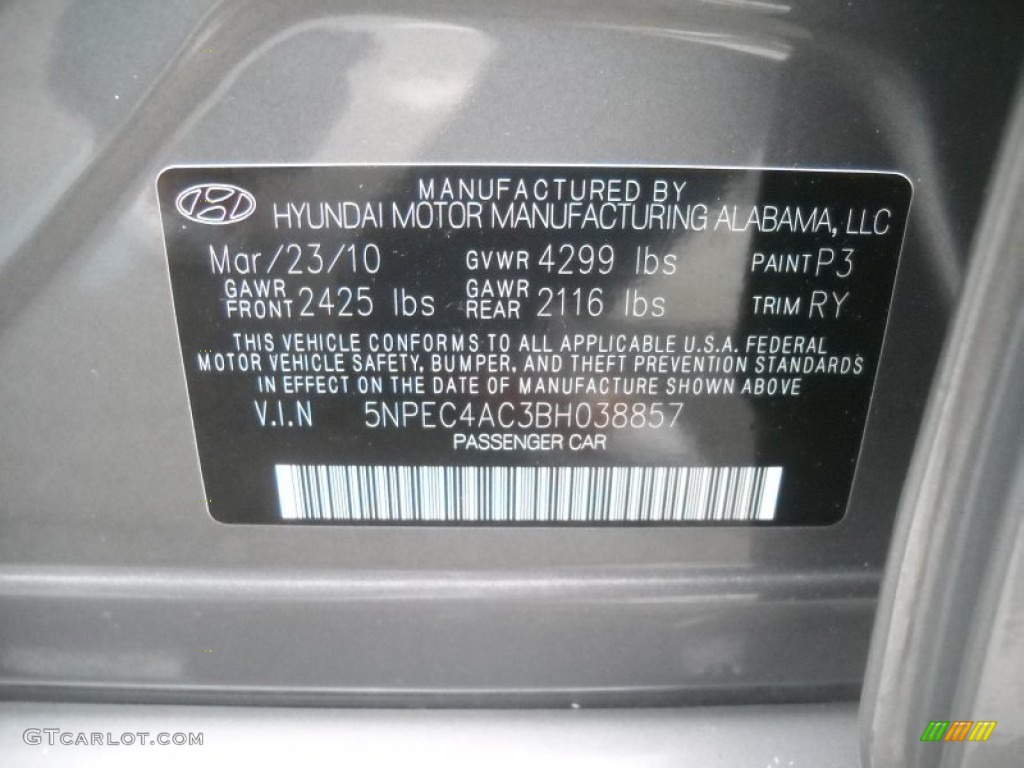 MANUFACTURED BY
HYUNDAI MOTOR MANUFACTURING ALABAMA, LLC
Mar/23/10 GVWR 4299 lbs PAINT P3
GAWR FRONT 2425 lbs GAWR REAR 2116 lbs TRIM RY
THIS VEHICLE CONFORMS TO ALL APPLICABLE U.S.A. FEDERAL
MOTOR VEHICLE SAFETY, BUMPER, AND THEFT PREVENTION STANDARDS
IN EFFECT ON THE DATE OF MANUFACTURE SHOWN ABOVE
V.I.N 5NPEC4AC3BH038857
PASSENGER CAR
GTCARLOT.COM